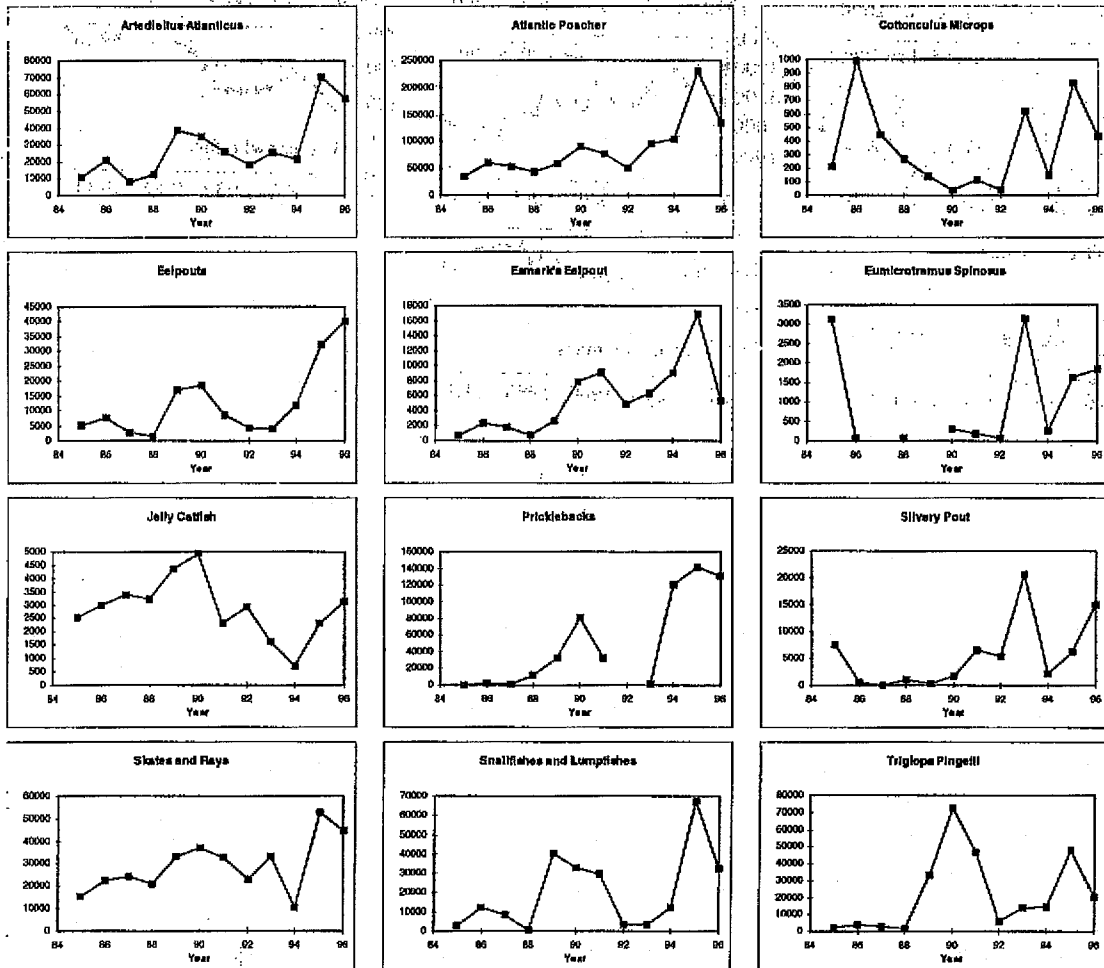 Artediellus Atlanticus
80000
70000
60000
50000
40000
30000
20000
10000
0
84 86 88 90 92 94 96
Year
Atlantic Poacher
250000
200000
150000
100000
50000
0
84 86 88 90 92 94 96
Year
Cottonculus Microps
1000
900
800
700
600
500
400
300
200
100
0
84 86 88 90 92 94 96
Year
Eelpouts
45000
40000
35000
30000
25000
20000
15000
10000
5000
0
84 86 88 90 92 94 96
Year
Esmark's Eelpout
18000
16000
14000
12000
10000
8000
6000
4000
2000
0
84 86 88 90 92 94 96
Year
Eumicrotremus Spinosus
3500
3000
2500
2000
1500
1000
500
0
84 86 88 90 92 94 96
Year
Jelly Catfish
5000
4500
4000
3500
3000
2500
2000
1500
1000
500
0
84 86 88 90 92 94 96
Year
Pricklebacks
160000
140000
120000
100000
80000
60000
40000
20000
0
84 86 88 90 92 94 96
Year
Silvery Pout
25000
20000
15000
10000
5000
0
84 86 88 90 92 94 96
Year
Skates and Rays
60000
50000
40000
30000
20000
10000
0
84 86 88 90 92 94 96
Year
Snailfishes and Lumpfishes
70000
60000
50000
40000
30000
20000
10000
0
84 86 88 90 92 94 96
Year
Triglops Pingelii
80000
70000
60000
50000
40000
30000
20000
10000
0
84 86 88 90 92 94 96
Year